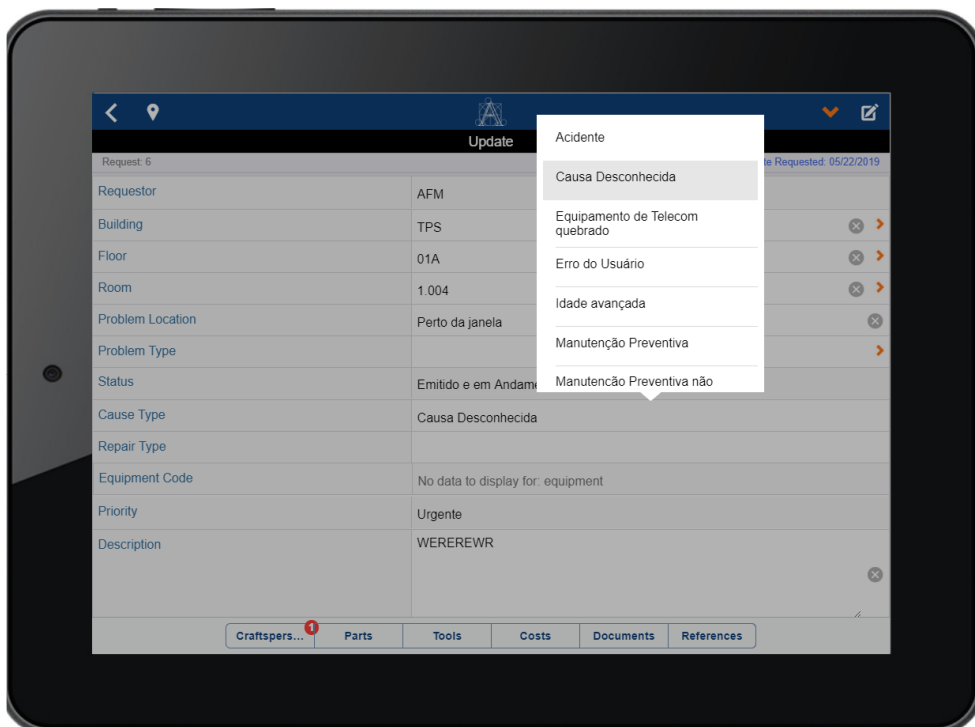 Update
Request: 6
te Requested: 05/22/2019
Requestor
AFM
Building
TPS
Floor
01A
Room
1.004
Problem Location
Perto da janela
Problem Type
Status
Emitido e em Andame
Cause Type
Causa Desconhecida
Repair Type
Equipment Code
No data to display for: equipment
Priority
Urgente
Description
WEREREWR
Acidente
Causa Desconhecida
Equipamento de Telecom
quebrado
Erro do Usuário
Idade avançada
Manutenção Preventiva
Manutenção Preventiva não
Craftspers...
1
Parts
Tools
Costs
Documents
References